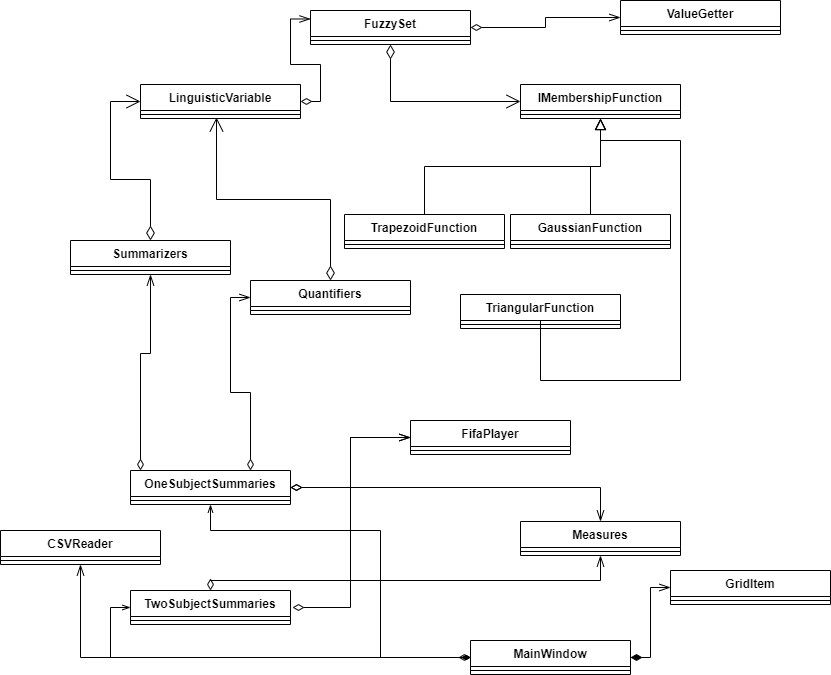 FuzzySet
ValueGetter
LinguisticVariable
IMembershipFunction
TrapezoidFunction
GaussianFunction
Summarizers
Quantifiers
TriangularFunction
FifaPlayer
OneSubjectSummaries
Measures
CSVReader
GridItem
TwoSubjectSummaries
MainWindow